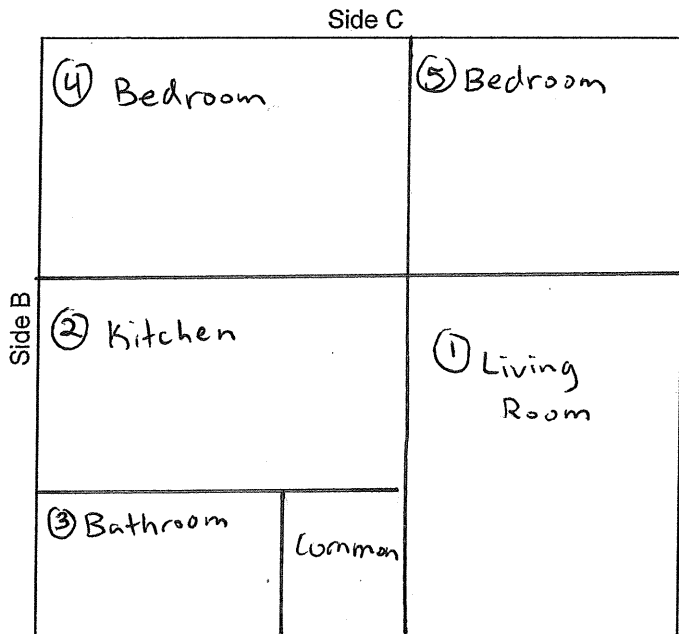 Side C
④ Bedroom
⑤ Bedroom
Side B
② Kitchen
① Living
Room
③ Bathroom
Common